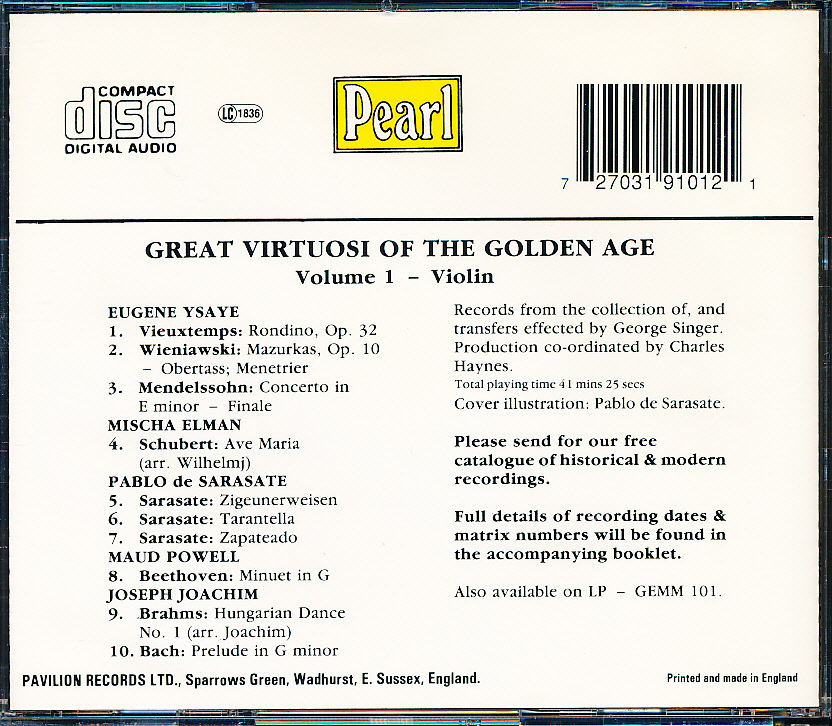 COMPACT
disc
DIGITAL AUDIO
LC 1836
Pearl
7 27031 91012 1
GREAT VIRTUOSI OF THE GOLDEN AGE
Volume 1 – Violin
EUGENE YSAYE
1. Vieuxtemps: Rondino, Op. 32
2. Wieniawski: Mazurkas, Op. 10
– Obertass; Menetrier
3. Mendelssohn: Concerto in
E minor – Finale
MISCHA ELMAN
4. Schubert: Ave Maria
(arr. Wilhelmj)
PABLO de SARASATE
5. Sarasate: Zigeunerweisen
6. Sarasate: Tarantella
7. Sarasate: Zapateado
MAUD POWELL
8. Beethoven: Minuet in G
JOSEPH JOACHIM
9. Brahms: Hungarian Dance
No. 1 (arr. Joachim)
10. Bach: Prelude in G minor
Records from the collection of, and
transfers effected by George Singer.
Production co-ordinated by Charles
Haynes.
Total playing time 41 mins 25 secs
Cover illustration: Pablo de Sarasate.
Please send for our free
catalogue of historical & modern
recordings.
Full details of recording dates &
matrix numbers will be found in
the accompanying booklet.
Also available on LP – GEMM 101.
PAVILION RECORDS LTD., Sparrows Green, Wadhurst, E. Sussex, England.
Printed and made in England